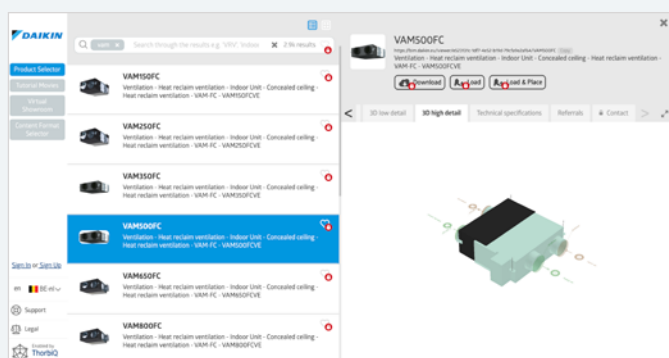 DAIKIN
Product Selector
Tutorial Movies
Virtual
Showroom
Content Format
Selector
Sign In or Sign Up
en
BE nl
Support
Legal
Enabled by
ThorbiQ
vam
Search through the results e.g. 'VRV', 'Indoor
294 results
VAM150FC
Ventilation - Heat reclaim ventilation - Indoor Unit - Concealed ceiling -
Heat reclaim ventilation - VAM-FC - VAM150FCVE
VAM250FC
Ventilation - Heat reclaim ventilation - Indoor Unit - Concealed ceiling -
Heat reclaim ventilation - VAM-FC - VAM250FCVE
VAM350FC
Ventilation - Heat reclaim ventilation - Indoor Unit - Concealed ceiling -
Heat reclaim ventilation - VAM-FC - VAM350FCVE
VAM500FC
Ventilation - Heat reclaim ventilation - Indoor Unit - Concealed ceiling -
Heat reclaim ventilation - VAM-FC - VAM500FCVE
VAM650FC
Ventilation - Heat reclaim ventilation - Indoor Unit - Concealed ceiling -
Heat reclaim ventilation - VAM-FC - VAM650FCVE
VAM800FC
Ventilation - Heat reclaim ventilation - Indoor Unit - Concealed ceiling -
Heat reclaim ventilation - VAM-FC - VAM800FCVE
VAM500FC
Copy
Ventilation - Heat reclaim ventilation - Indoor Unit - Concealed ceiling - Heat reclaim ventilation -
VAM-FC - VAM500FCVE
Download
Load
Load & Place
3D low detail
3D high detail
Technical specifications
Referrals
Contact